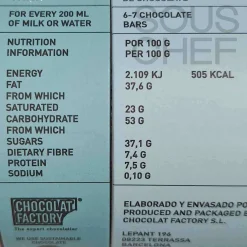 FOR EVERY 200 ML
OF MILK OR WATER
6-7 CHOCOLATE
BARS
SOUS
CHEF
NUTRITION
INFORMATION
POR 100 G
PER 100 G
ENERGY 2.109 KJ 505 KCAL
FAT 37,6 G
FROM WHICH
SATURATED 23 G
CARBOHYDRATE 53 G
FROM WHICH
SUGARS 37,1 G
DIETARY FIBRE 7,4 G
PROTEIN 7,5 G
SODIUM 0,10 G
CHOCOLAT
FACTORY
The expert chocolatier
ELABORADO Y ENVASADO PO
PRODUCED AND PACKAGED B
CHOCOLAT FACTORY S.L.
LEPANT 196
08223 TERRASSA
BARCELONA